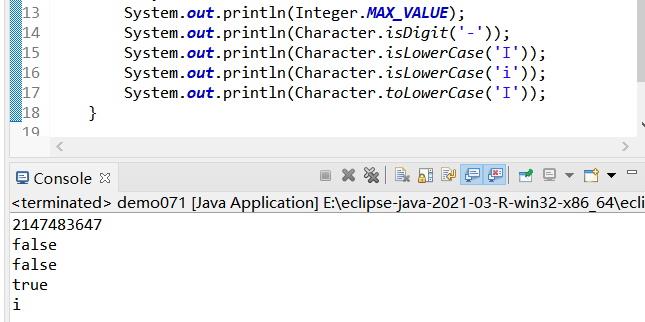 13 System.out.println(Integer.MAX_VALUE);
14 System.out.println(Character.isDigit('-'));
15 System.out.println(Character.isLowerCase('I'));
16 System.out.println(Character.isLowerCase('i'));
17 System.out.println(Character.toLowerCase('I'));
18 }
19
Console
<terminated> demo071 [Java Application] E:\eclipse-java-2021-03-R-win32-x86_64\ecli
2147483647
false
false
true
i